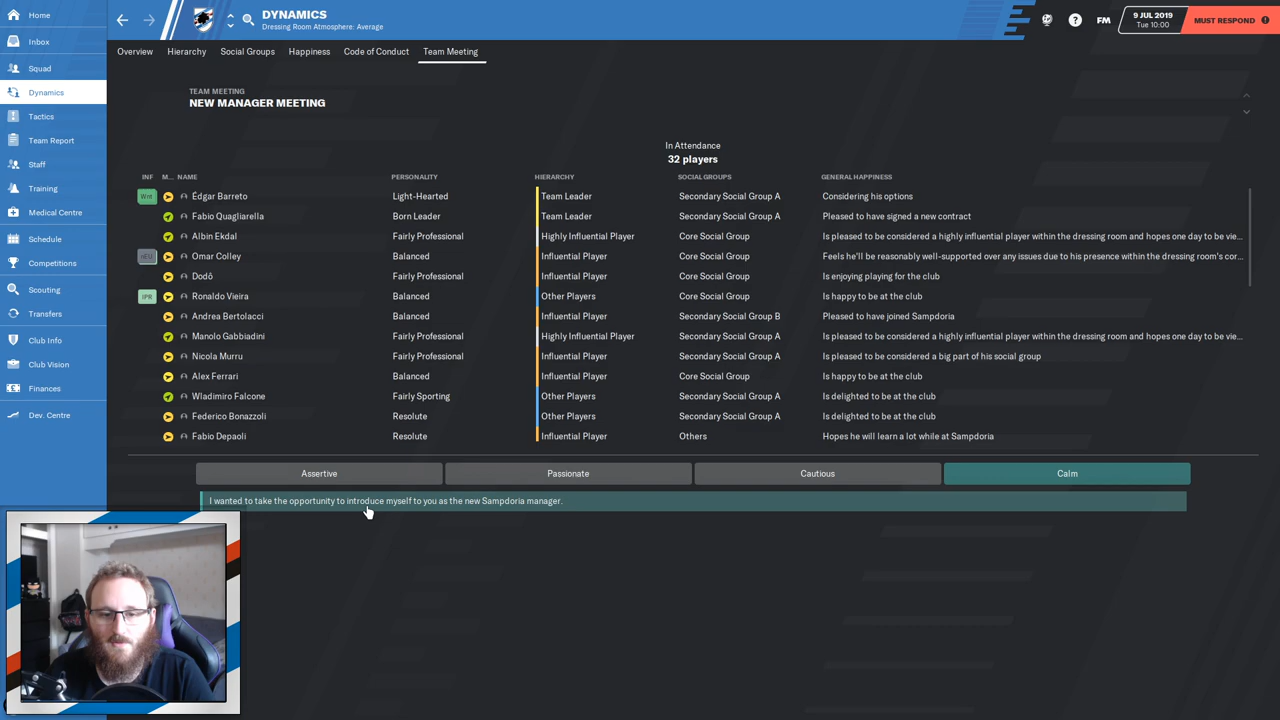 Home
Inbox
Squad
Dynamics
Tactics
Team Report
Staff
Training
Medical Centre
Schedule
Competitions
Scouting
Transfers
Club Info
Club Vision
Finances
Dev. Centre
DYNAMICS
Dressing Room Atmosphere: Average
FM
9 JUL 2019
Tue 10:00
MUST RESPOND
Overview Hierarchy Social Groups Happiness Code of Conduct Team Meeting
TEAM MEETING
NEW MANAGER MEETING
In Attendance
32 players
INF M... NAME PERSONALITY HIERARCHY SOCIAL GROUPS GENERAL HAPPINESS
Wnt Édgar Barreto Light-Hearted Team Leader Secondary Social Group A Considering his options
Fabio Quagliarella Born Leader Team Leader Secondary Social Group A Pleased to have signed a new contract
Albin Ekdal Fairly Professional Highly Influential Player Core Social Group Is pleased to be considered a highly influential player within the dressing room and hopes one day to be vie...
nEU Omar Colley Balanced Influential Player Core Social Group Feels he'll be reasonably well-supported over any issues due to his presence within the dressing room's cor...
Dodô Fairly Professional Influential Player Core Social Group Is enjoying playing for the club
IPR Ronaldo Vieira Balanced Other Players Core Social Group Is happy to be at the club
Andrea Bertolacci Balanced Influential Player Secondary Social Group B Pleased to have joined Sampdoria
Manolo Gabbiadini Fairly Professional Highly Influential Player Secondary Social Group A Is pleased to be considered a highly influential player within the dressing room and hopes one day to be vie...
Nicola Murru Fairly Professional Influential Player Secondary Social Group A Is pleased to be considered a big part of his social group
Alex Ferrari Balanced Influential Player Core Social Group Is happy to be at the club
Wladimiro Falcone Fairly Sporting Other Players Secondary Social Group A Is delighted to be at the club
Federico Bonazzoli Resolute Other Players Secondary Social Group A Is delighted to be at the club
Fabio Depaoli Resolute Influential Player Others Hopes he will learn a lot while at Sampdoria
Assertive Passionate Cautious Calm
I wanted to take the opportunity to introduce myself to you as the new Sampdoria manager.